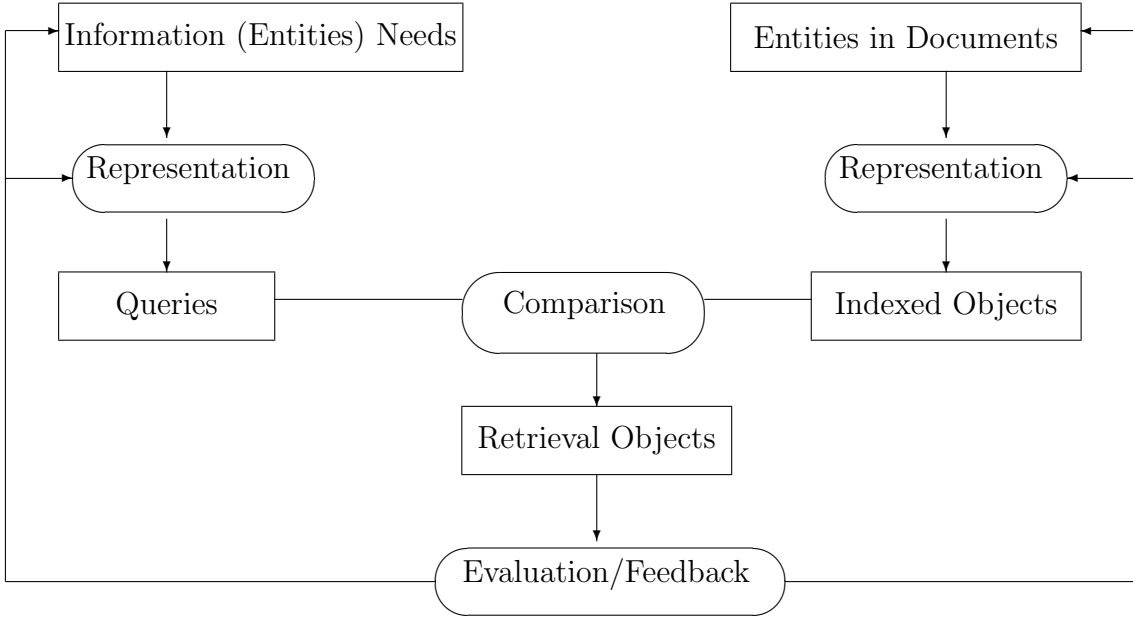 Information (Entities) Needs
Entities in Documents
Representation
Representation
Queries
Comparison
Indexed Objects
Retrieval Objects
Evaluation/Feedback